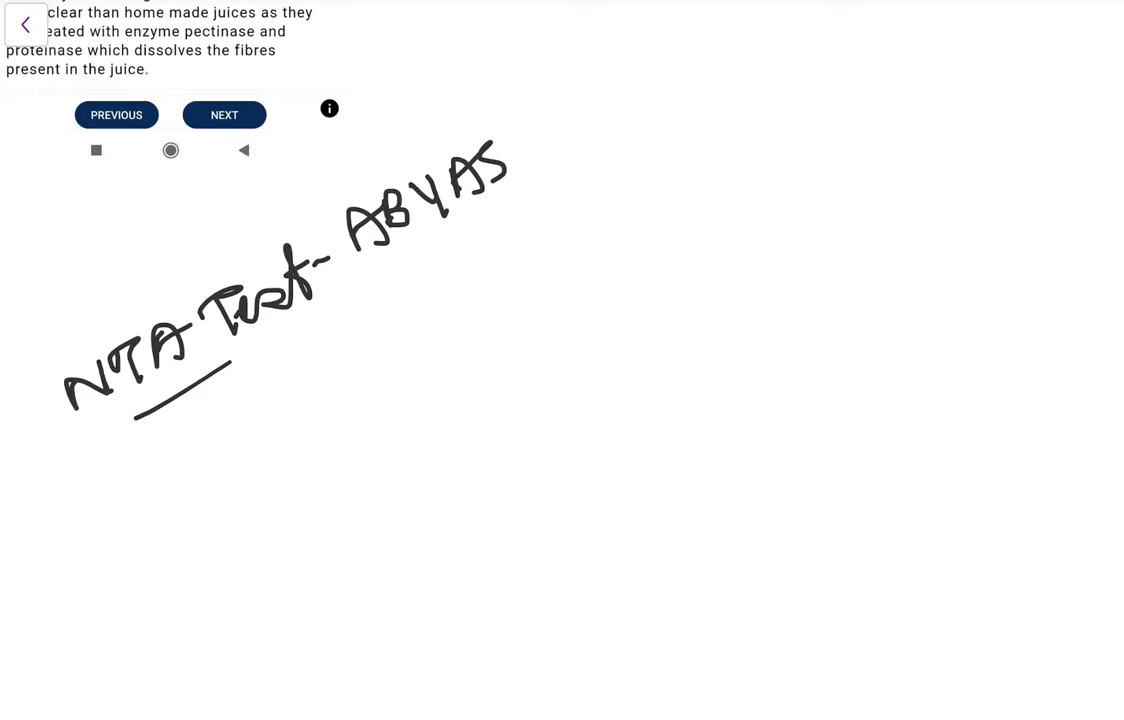 clear than home made juices as they
eated with enzyme pectinase and
proteinase which dissolves the fibres
present in the juice.
PREVIOUS NEXT i
NTA Test - ABYAS